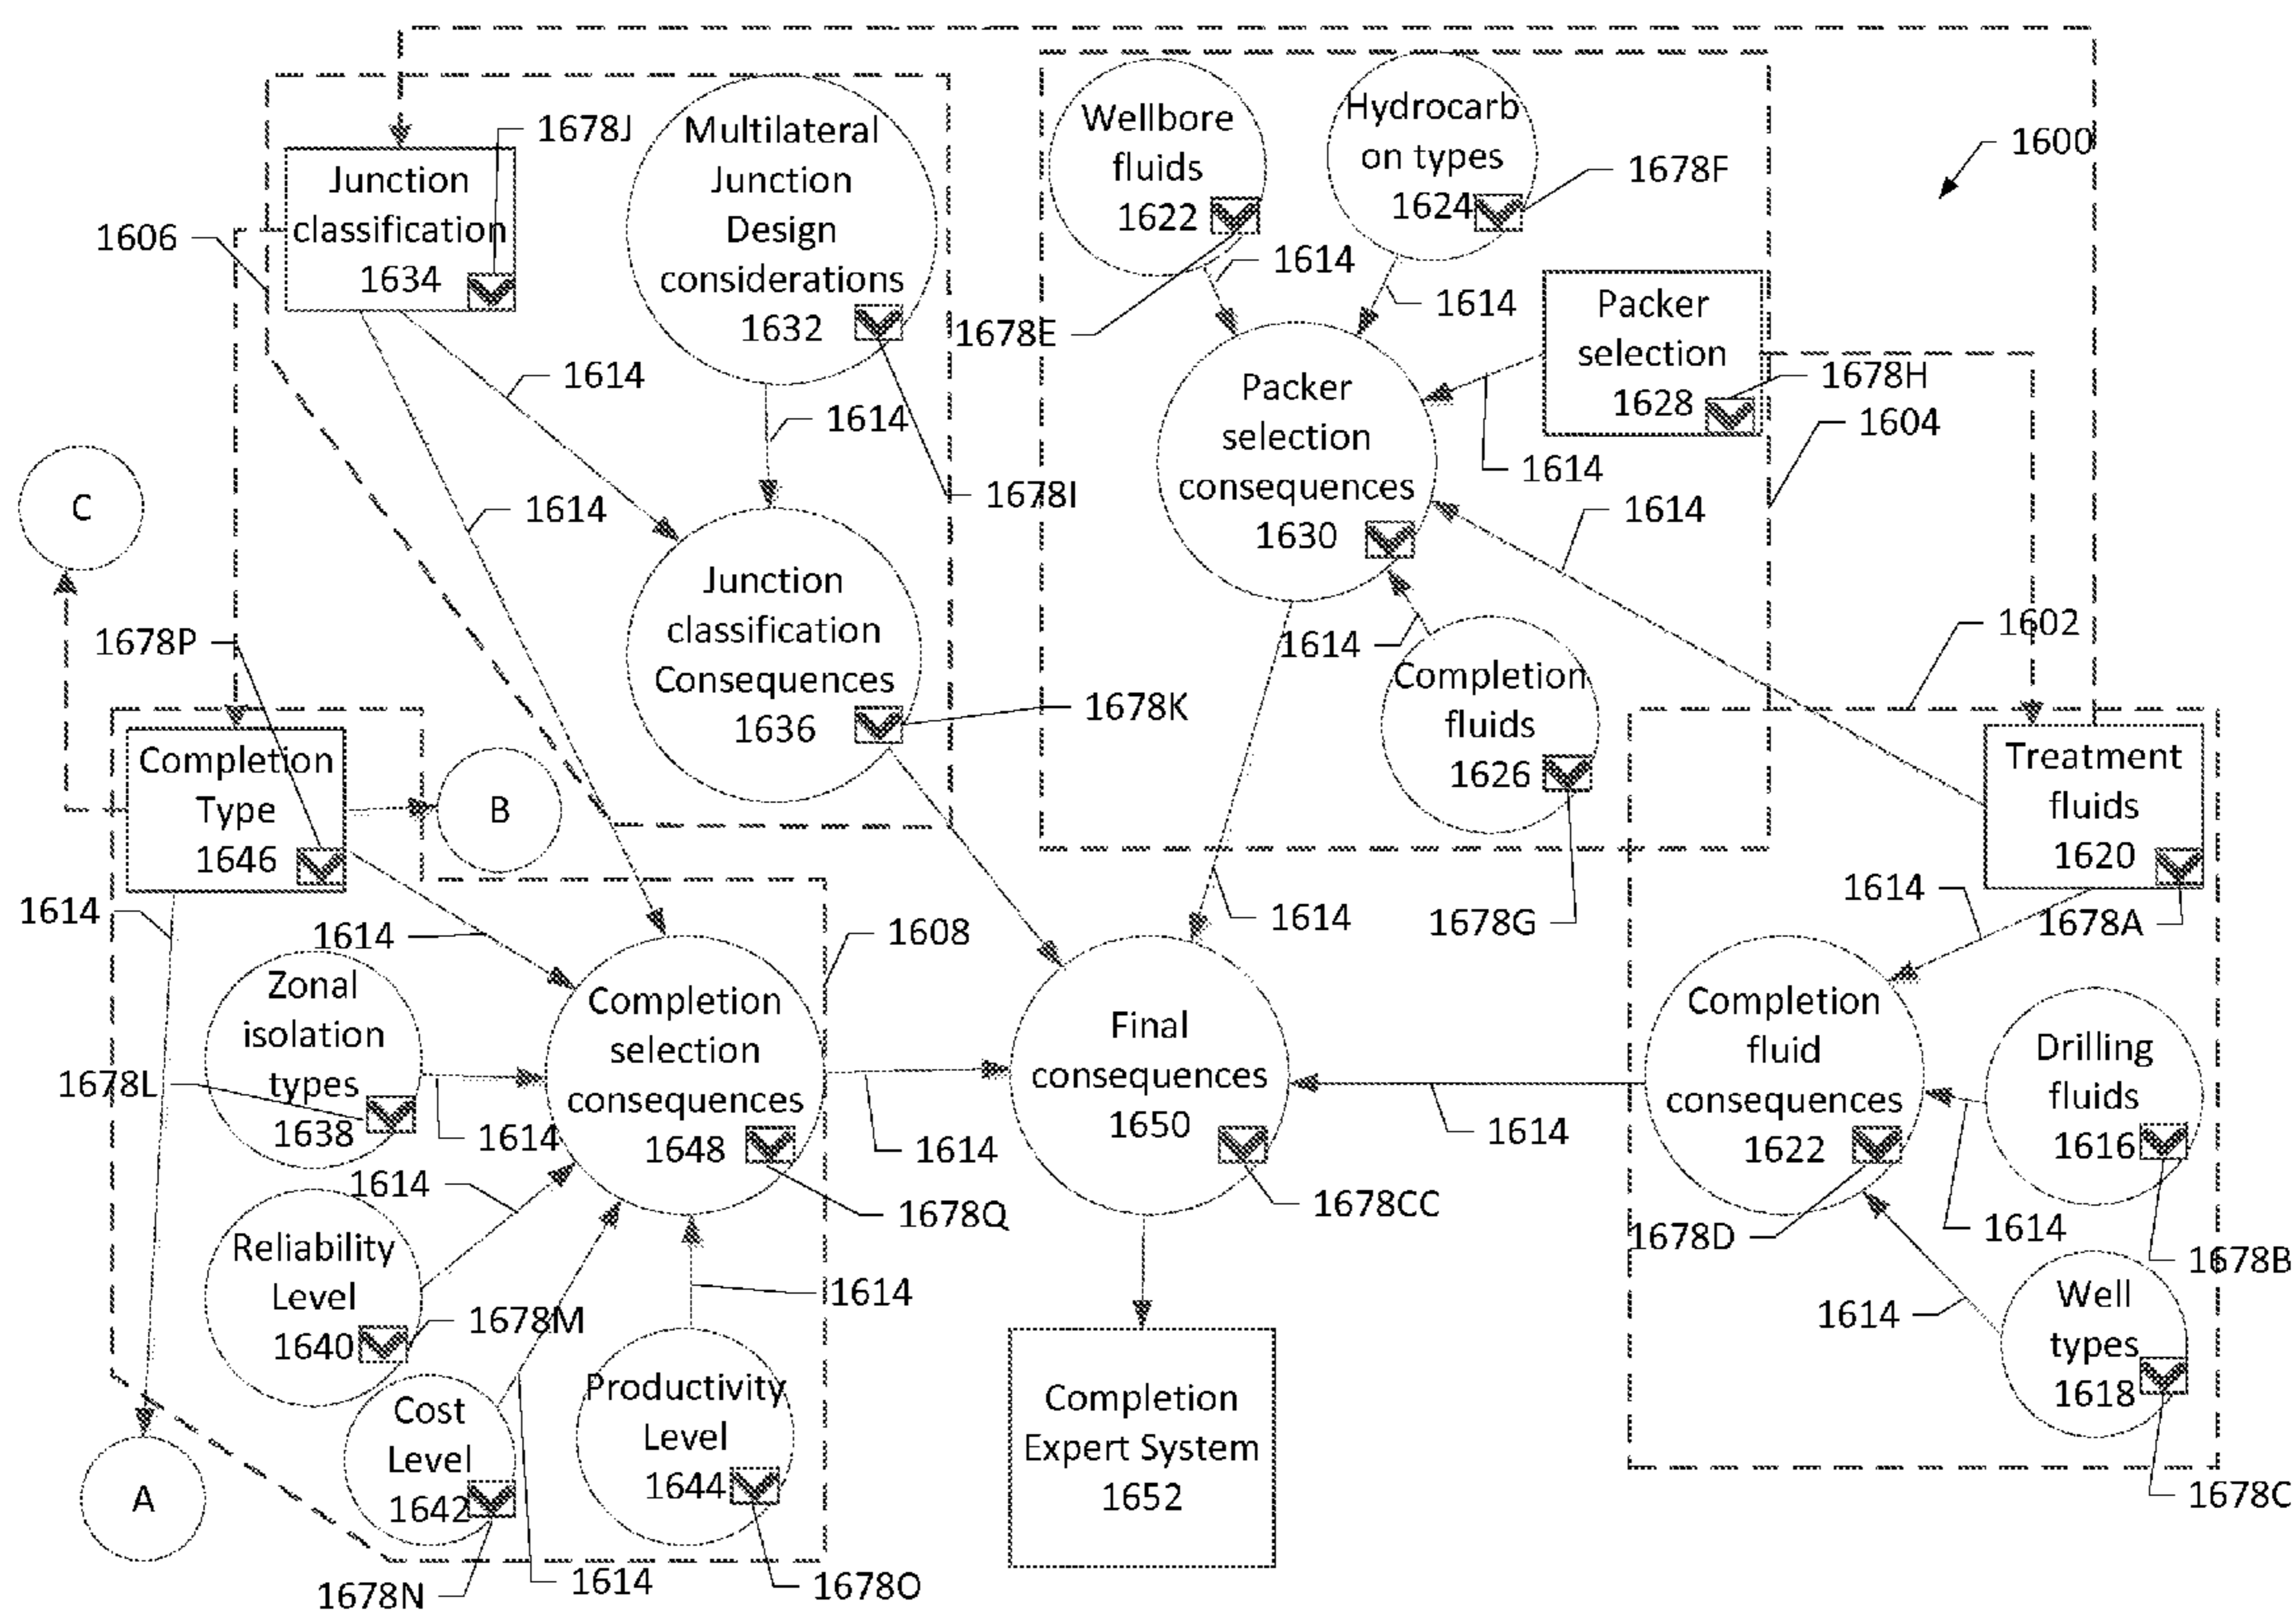 1600
1606
Junction
classification
1634
1678J
Multilateral
Junction
Design
considerations
1632
1678I
1614
1614
1614
Junction
classification
Consequences
1636
1678K
Wellbore
fluids
1622
1678E
1614
Hydrocarb
on types
1624
1678F
1614
Packer
selection
1628
1678H
1604
1614
Packer
selection
consequences
1630
1614
1614
Completion
fluids
1626
1678G
1614
C
1678P
Completion
Type
1646
B
1614
1614
1608
Zonal
isolation
types
1638
1678L
1614
Completion
selection
consequences
1648
1678Q
1614
1614
Reliability
Level
1640
1678M
Cost
Level
1642
1678N
1614
Productivity
Level
1644
1678O
1614
A
Final
consequences
1650
1678CC
Completion
Expert System
1652
1614
1602
Treatment
fluids
1620
1678A
1614
Completion
fluid
consequences
1622
1678D
Drilling
fluids
1616
1678B
1614
Well
types
1618
1678C
1614